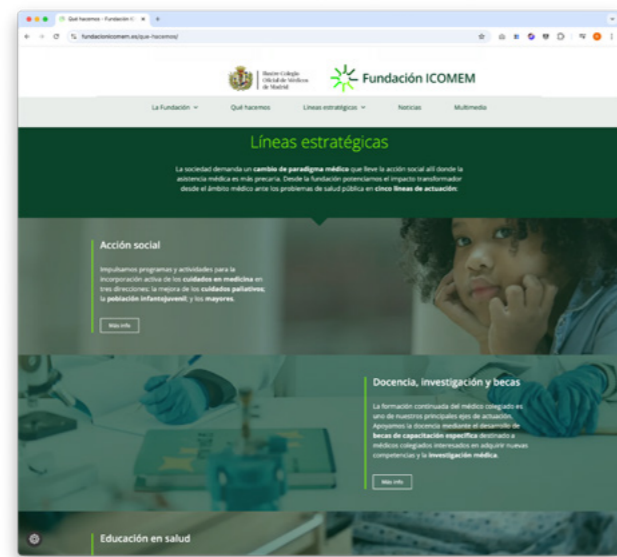 Qué hacemos - Fundación IC
fundacionicomem.es/que-hacemos/
Ilustre Colegio
Oficial de Médicos
de Madrid
Fundación ICOMEM
La Fundación
Qué hacemos
Líneas estratégicas
Noticias
Multimedia
Líneas estratégicas
La sociedad demanda un cambio de paradigma médico que lleve la acción social allí donde la
asistencia médica es más precaria. Desde la fundación potenciamos el impacto transformador
desde el ámbito médico ante los problemas de salud pública en cinco líneas de actuación:
Acción social
Impulsamos programas y actividades para la
incorporación activa de los cuidados en medicina en
tres direcciones: la mejora de los cuidados paliativos;
la población infantojuvenil; y los mayores.
Más info
Docencia, investigación y becas
La formación continuada del médico colegiado es
uno de nuestros principales ejes de actuación.
Apoyamos la docencia mediante el desarrollo de
becas de capacitación específica destinado a
médicos colegiados interesados en adquirir nuevas
competencias y la investigación médica.
Más info
Educación en salud